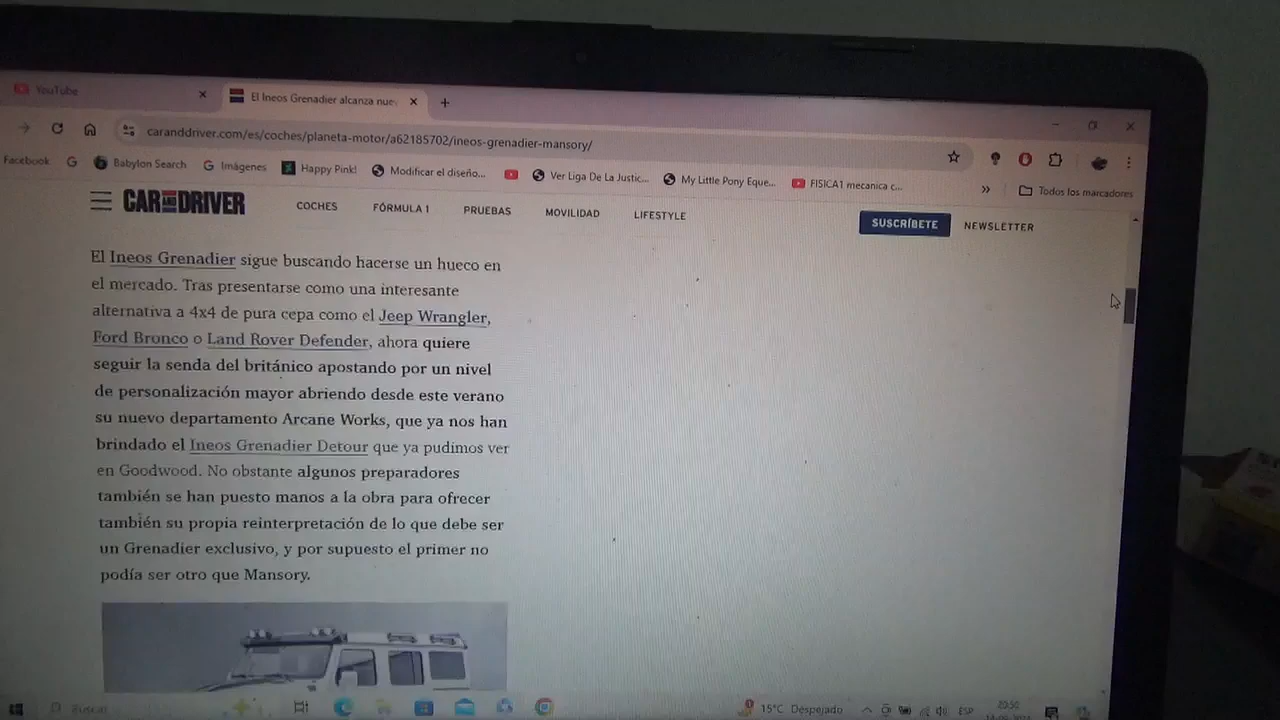 YouTube
El Ineos Grenadier alcanza nue
caranddriver.com/es/coches/planeta-motor/a62185702/ineos-grenadier-mansory/
Facebook
Babylon Search
Imágenes
Happy Pink!
Modificar el diseño...
Ver Liga De La Justic...
My Little Pony Eque...
FISICA1 mecanica c...
»
Todos los marcadores
CAR AND DRIVER
COCHES
FÓRMULA 1
PRUEBAS
MOVILIDAD
LIFESTYLE
SUSCRÍBETE
NEWSLETTER
El Ineos Grenadier sigue buscando hacerse un hueco en
el mercado. Tras presentarse como una interesante
alternativa a 4x4 de pura cepa como el Jeep Wrangler,
Ford Bronco o Land Rover Defender, ahora quiere
seguir la senda del británico apostando por un nivel
de personalización mayor abriendo desde este verano
su nuevo departamento Arcane Works, que ya nos han
brindado el Ineos Grenadier Detour que ya pudimos ver
en Goodwood. No obstante algunos preparadores
también se han puesto manos a la obra para ofrecer
también su propia reinterpretación de lo que debe ser
un Grenadier exclusivo, y por supuesto el primer no
podía ser otro que Mansory.
Buscar
15°C Despejado
ESP
20:50